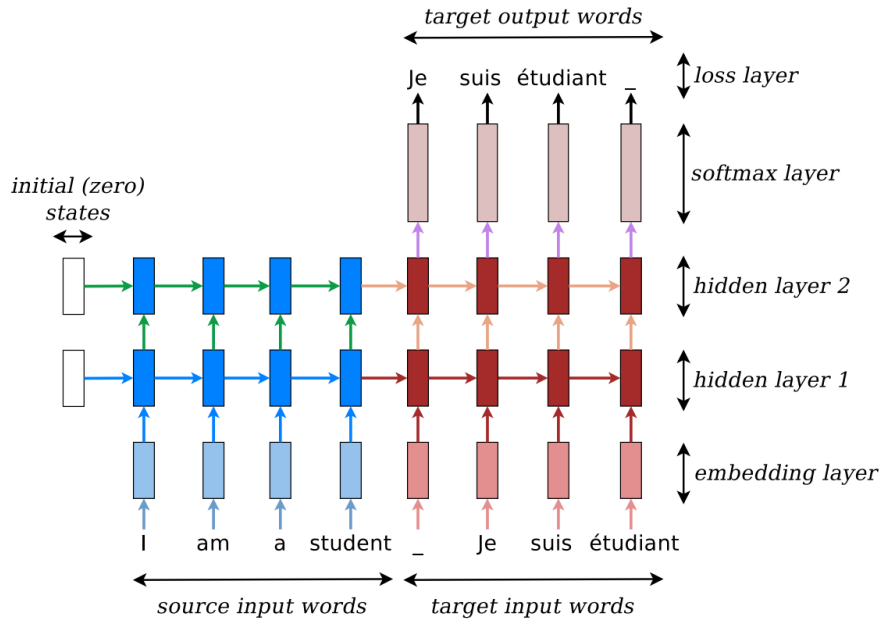 target output words
Je suis étudiant _
loss layer
softmax layer
initial (zero)
states
hidden layer 2
hidden layer 1
embedding layer
I am a student _ Je suis étudiant
source input words
target input words